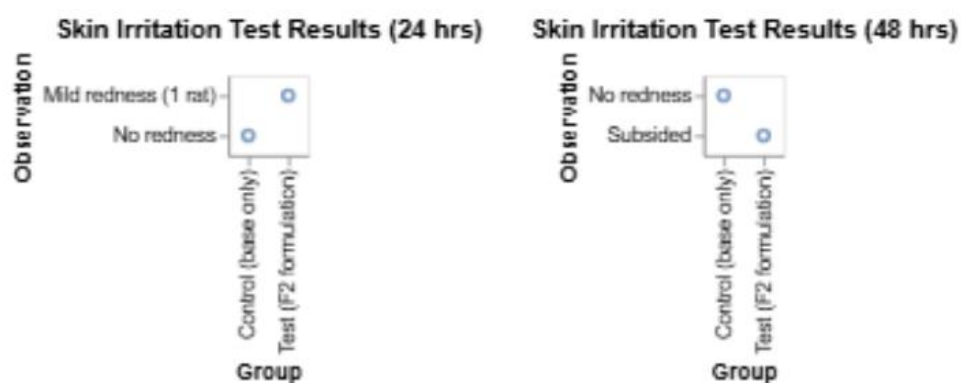 Skin Irritation Test Results (24 hrs)
Observation
Mild redness (1 rat)
No redness
Control (base only)
Test (F2 formulation)
Group
Skin Irritation Test Results (48 hrs)
Observation
No redness
Subsided
Control (base only)
Test (F2 formulation)
Group